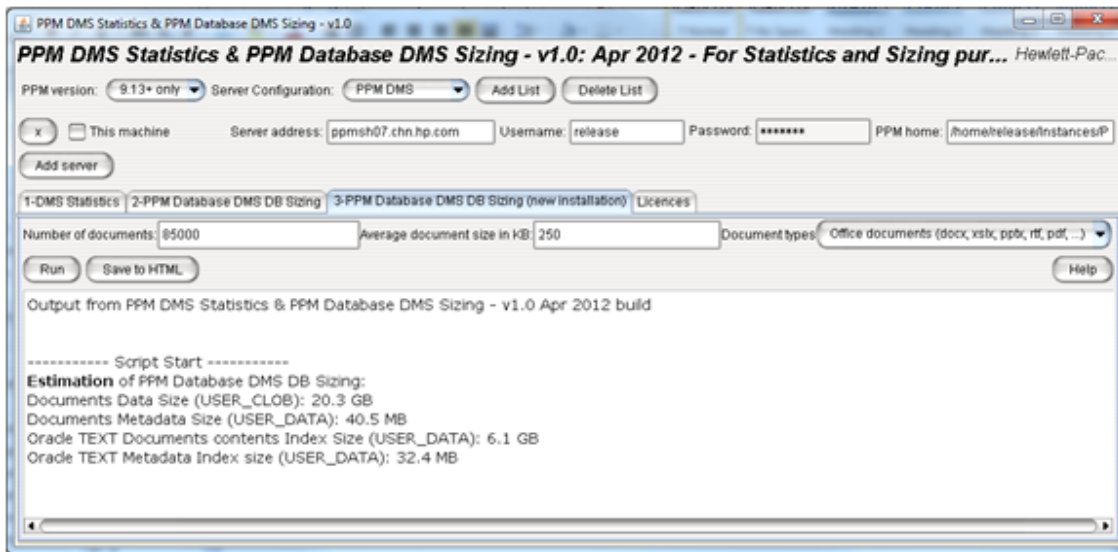 PPM DMS Statistics & PPM Database DMS Sizing - v1.0
PPM DMS Statistics & PPM Database DMS Sizing - v1.0: Apr 2012 - For Statistics and Sizing pur... Hewlett-Pac...
PPM version: 9.13+ only Server Configuration: PPM DMS Add List Delete List
x This machine Server address: ppmsh07.chn.hp.com Username: release Password: ******* PPM home: /home/release/instances/P
Add server
1-DMS Statistics 2-PPM Database DMS DB Sizing 3-PPM Database DMS DB Sizing (new installation) Licences
Number of documents: 85000 Average document size in KB: 250 Document types Office documents (docx, xslx, pptx, rtf, pdf, ...)
Run Save to HTML Help
Output from PPM DMS Statistics & PPM Database DMS Sizing - v1.0 Apr 2012 build
----------- Script Start -----------
Estimation of PPM Database DMS DB Sizing:
Documents Data Size (USER_CLOB): 20.3 GB
Documents Metadata Size (USER_DATA): 40.5 MB
Oracle TEXT Documents contents Index Size (USER_DATA): 6.1 GB
Oracle TEXT Metadata Index size (USER_DATA): 32.4 MB